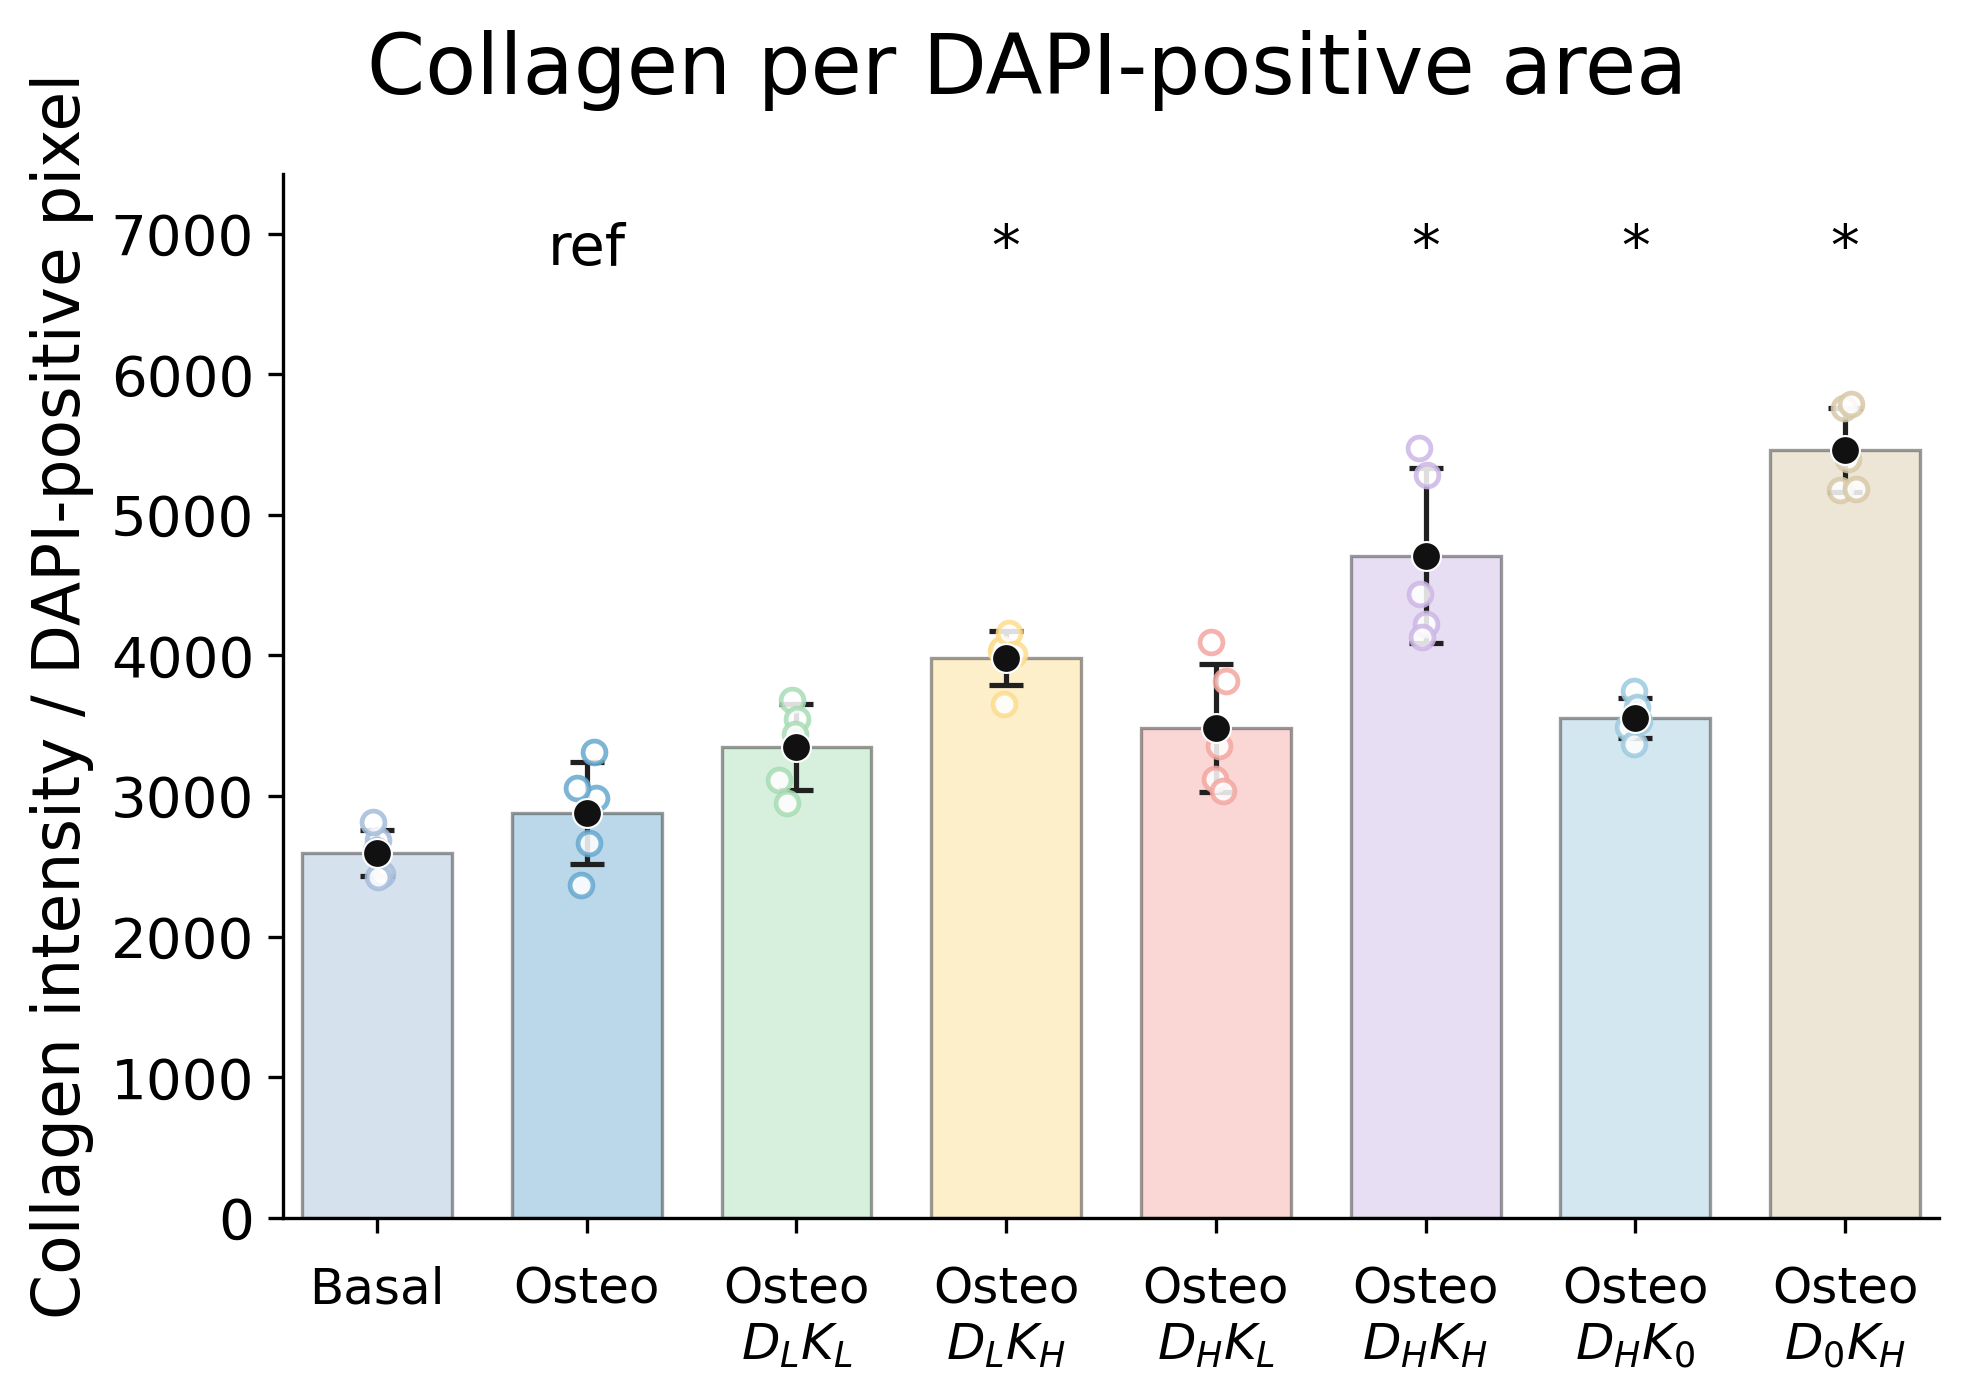 Collagen per DAPI-positive area
Collagen intensity / DAPI-positive pixel
7000
6000
5000
4000
3000
2000
1000
0
ref * * * *
Basal Osteo Osteo Osteo Osteo Osteo Osteo Osteo
D_LK_L D_LK_H D_HK_L D_HK_H D_HK_0 D_0K_H